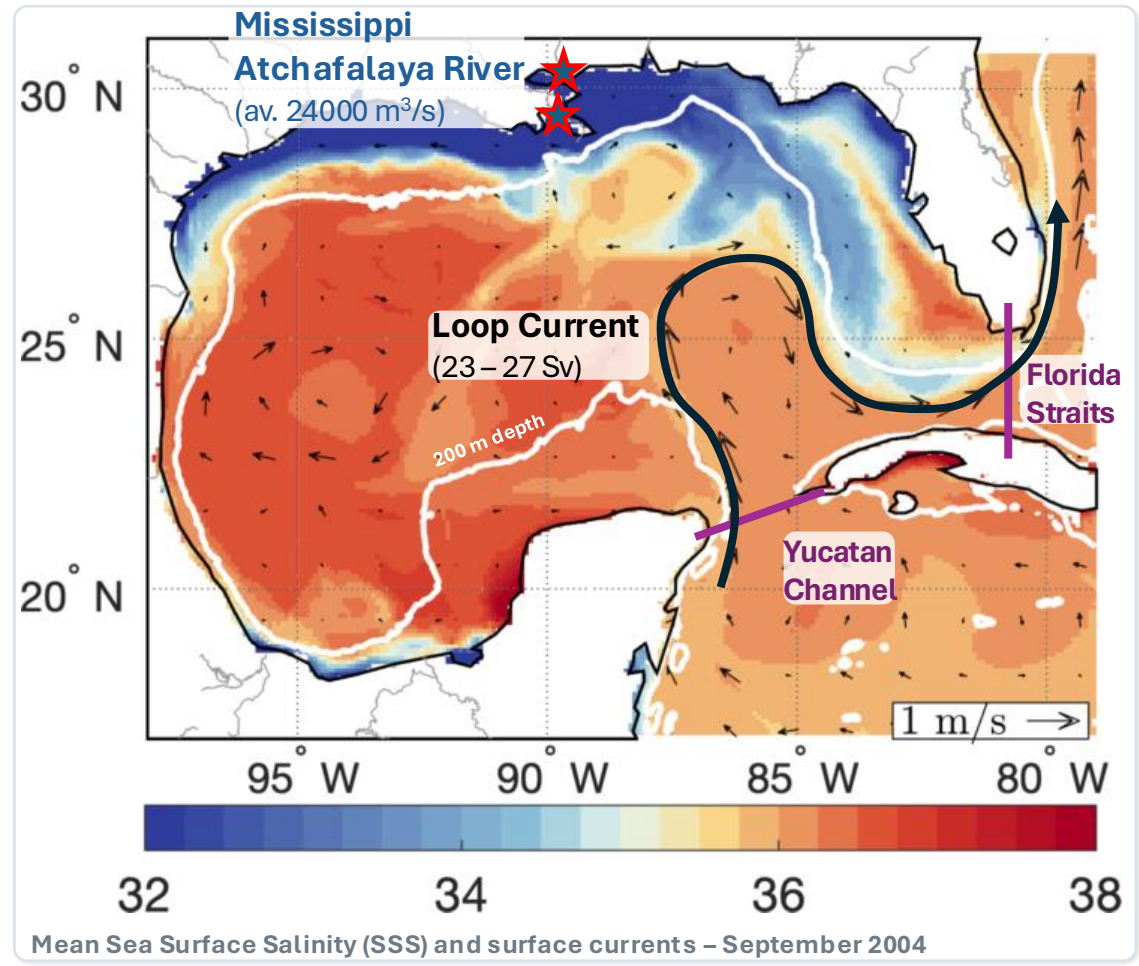 Mississippi
Atchafalaya River
(av. 24000 m³/s)
30° N
25° N
Loop Current
(23 – 27 Sv)
200 m depth
Florida
Straits
Yucatan
Channel
20° N
1 m/s
95° W
90° W
85° W
80° W
32
34
36
38
Mean Sea Surface Salinity (SSS) and surface currents – September 2004